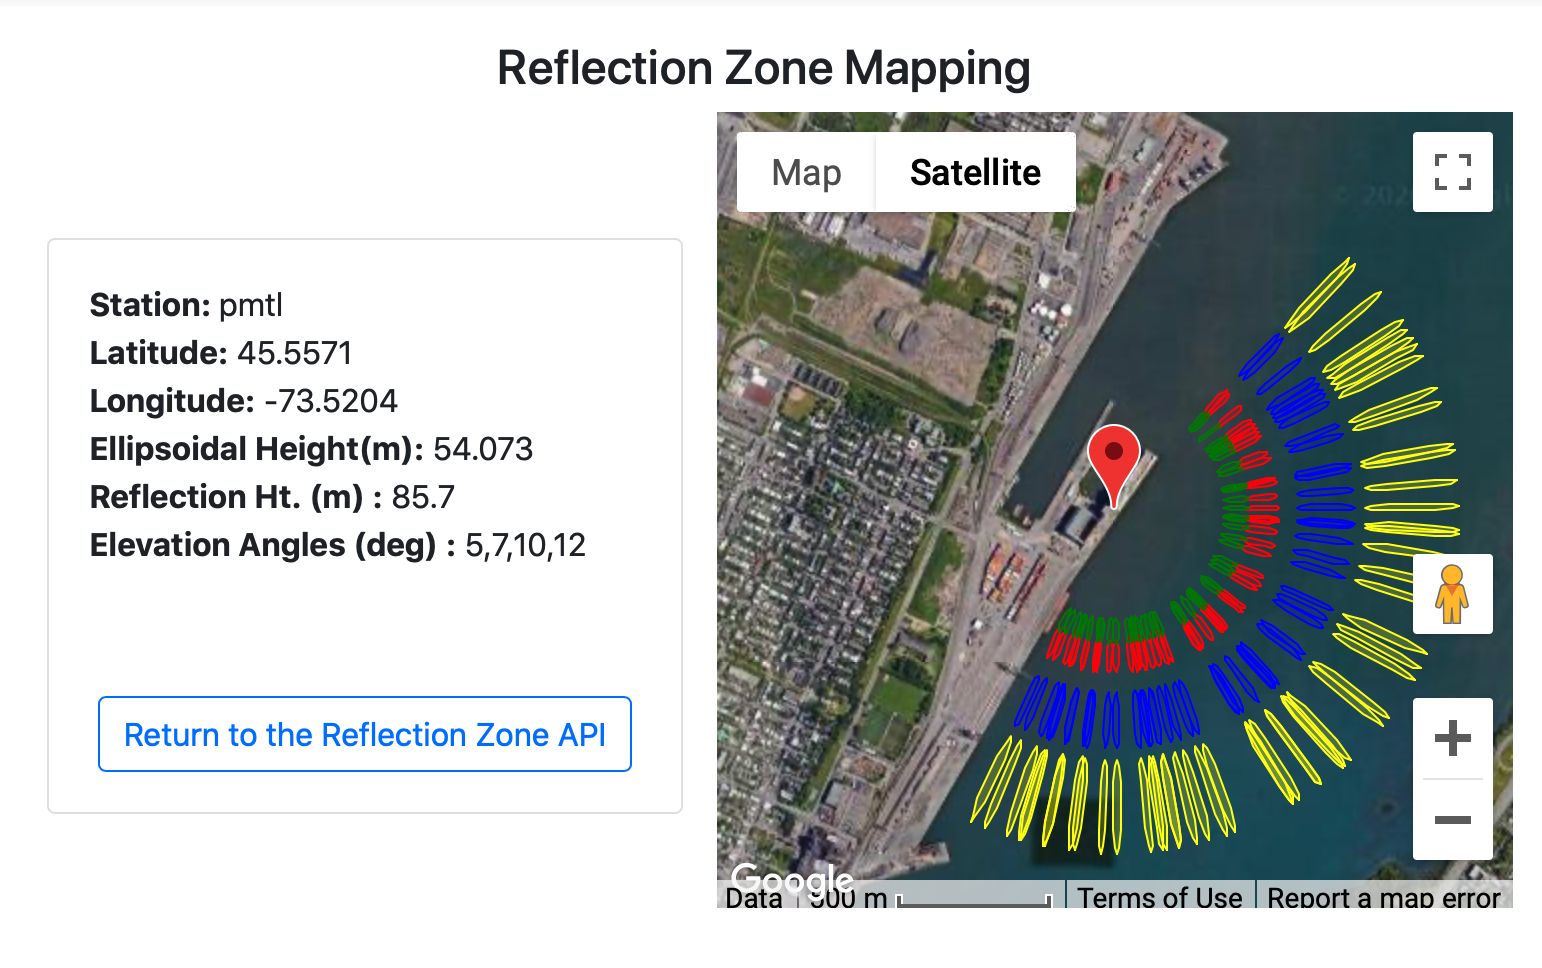 Reflection Zone Mapping
Station: pmtl
Latitude: 45.5571
Longitude: -73.5204
Ellipsoidal Height(m): 54.073
Reflection Ht. (m) : 85.7
Elevation Angles (deg) : 5,7,10,12
Return to the Reflection Zone API
Map Satellite
Google
Data 500 m Terms of Use Report a map error